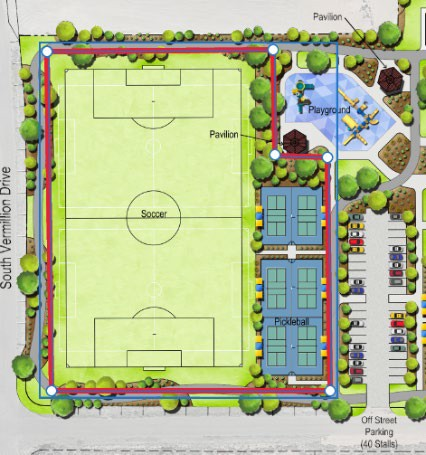 Pavilion
Playground
Pavilion
South Vermillion Drive
Soccer
Pickleball
Off Street
Parking
(40 Stalls)